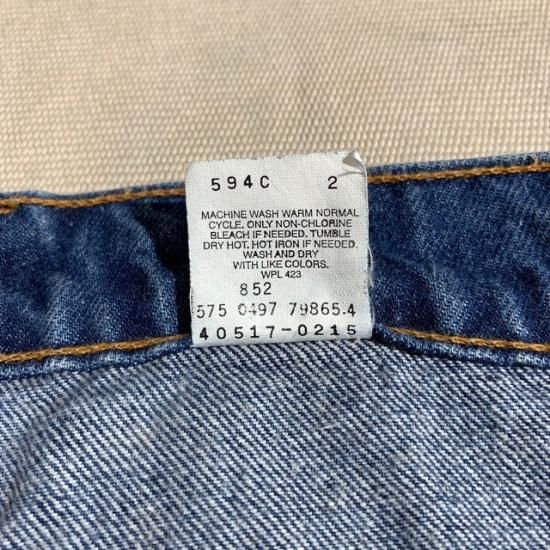 594C 2
MACHINE WASH WARM NORMAL
CYCLE. ONLY NON-CHLORINE
BLEACH IF NEEDED. TUMBLE
DRY HOT. HOT IRON IF NEEDED.
WASH AND DRY
WITH LIKE COLORS.
WPL 423
852
575 0497 79865.4
40517-0215